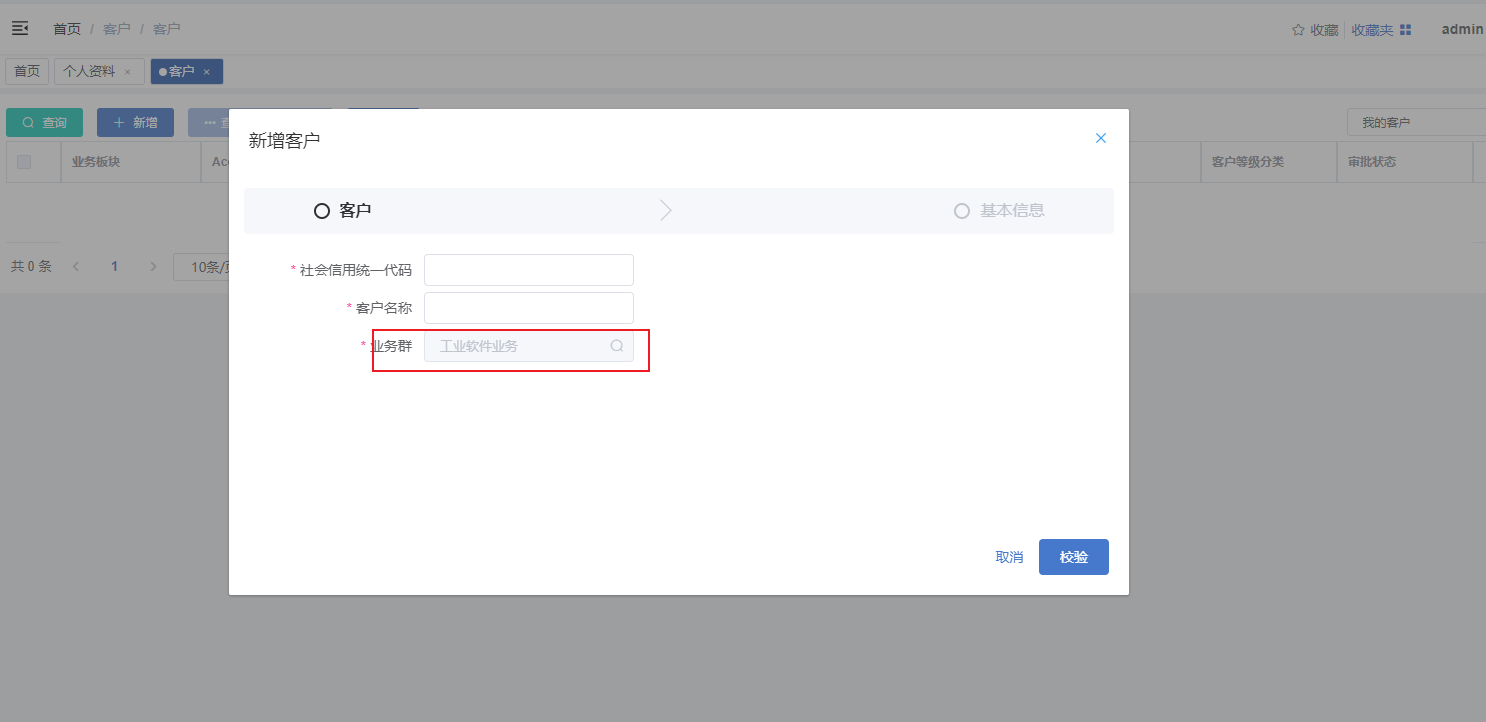 首页 / 客户 / 客户
收藏 收藏夹 admin
首页 个人资料 × 客户 ×
查询 新增 我的客户
业务板块 客户等级分类 审批状态
共 0 条 1 10条/
新增客户
客户 基本信息
* 社会信用统一代码
* 客户名称
* 业务群 工业软件业务
取消 校验